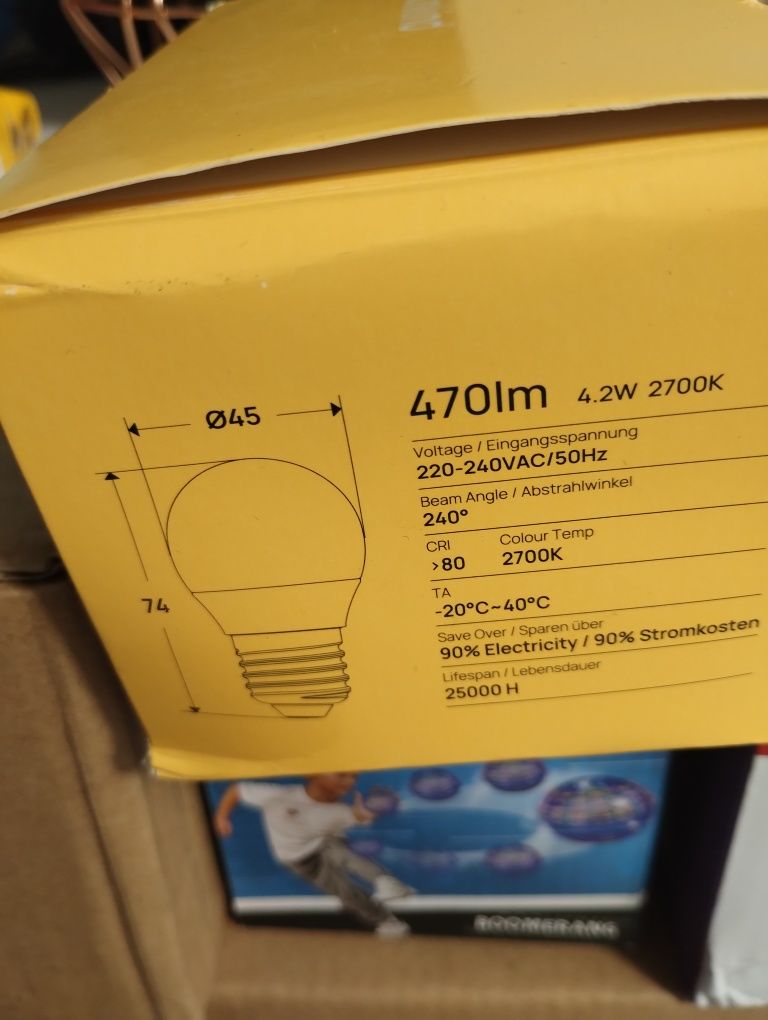 470lm 4.2W 2700K
Ø45
Voltage / Eingangsspannung
220-240VAC/50Hz
Beam Angle / Abstrahlwinkel
240°
CRI Colour Temp
>80 2700K
74
TA
-20°C~40°C
Save Over / Sparen über
90% Electricity / 90% Stromkosten
Lifespan / Lebensdauer
25000 H
BOOMERANG